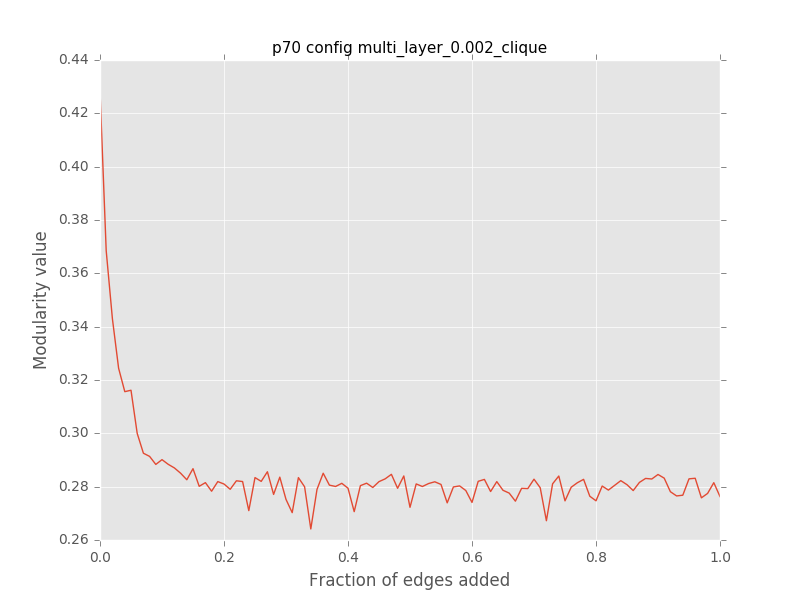 p70 config multi_layer_0.002_clique
0.44
0.42
0.40
0.38
0.36
0.34
0.32
0.30
0.28
0.26
Modularity value
0.0 0.2 0.4 0.6 0.8 1.0
Fraction of edges added